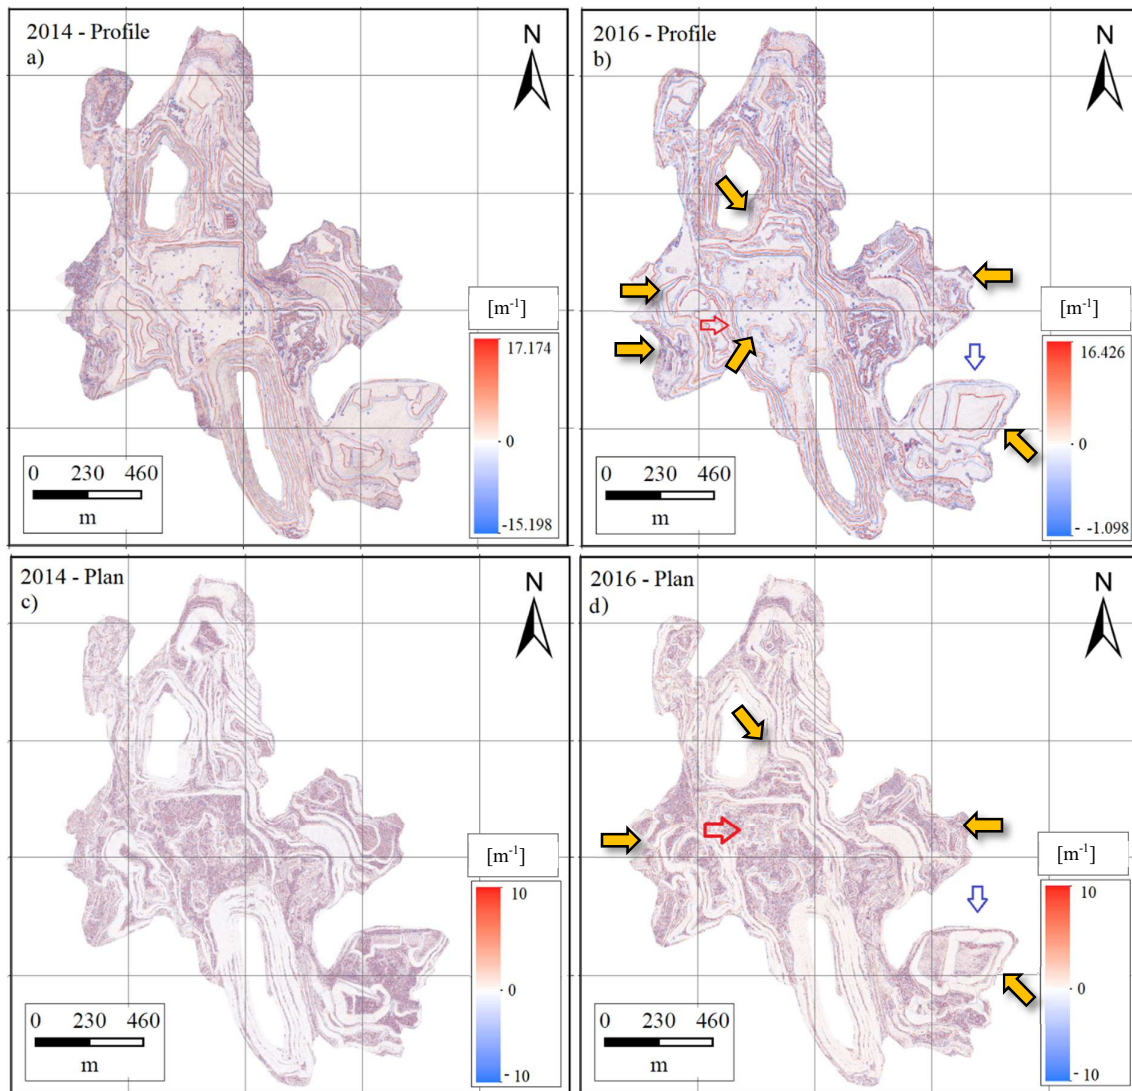 2014 - Profile
a)
N
[m⁻¹]
17.174
0
-15.198
0 230 460
m
2016 - Profile
b)
N
[m⁻¹]
16.426
0
-1.098
0 230 460
m
2014 - Plan
c)
N
[m⁻¹]
10
0
- 10
0 230 460
m
2016 - Plan
d)
N
[m⁻¹]
10
0
- 10
0 230 460
m